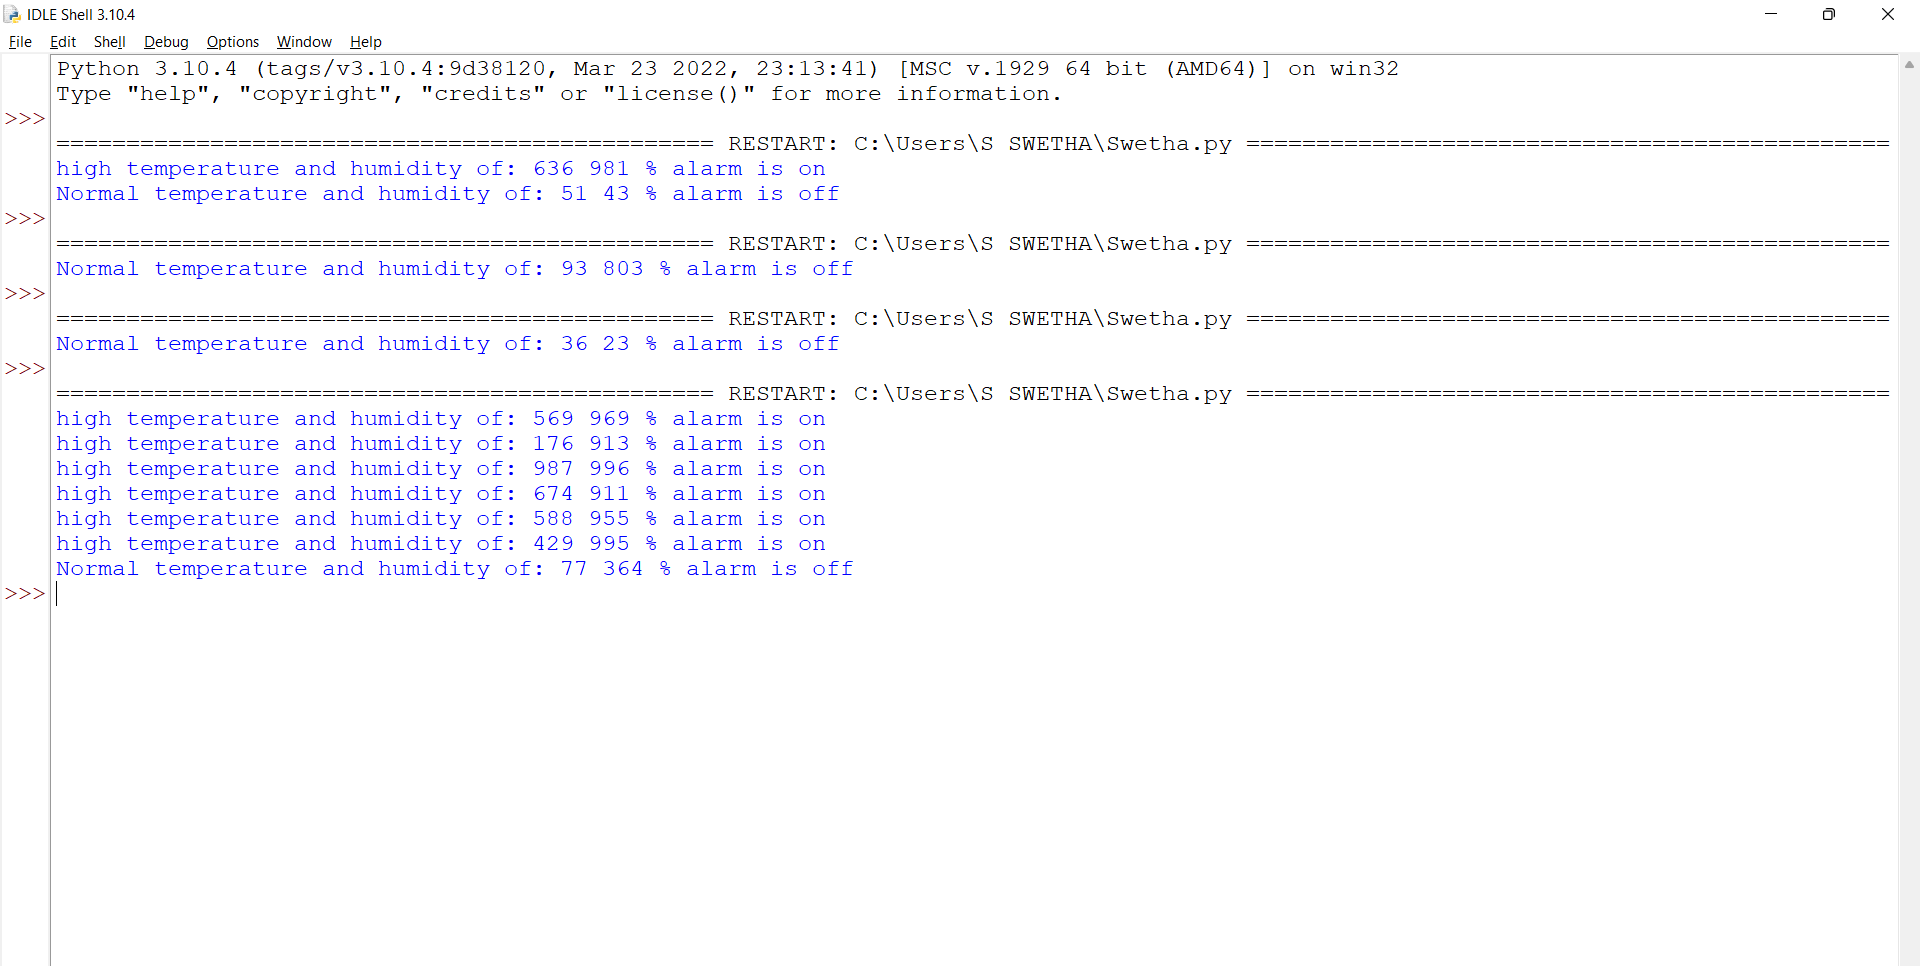 IDLE Shell 3.10.4
File Edit Shell Debug Options Window Help
Python 3.10.4 (tags/v3.10.4:9d38120, Mar 23 2022, 23:13:41) [MSC v.1929 64 bit (AMD64)] on win32
Type "help", "copyright", "credits" or "license()" for more information.
>>>
=============================================== RESTART: C:\Users\S SWETHA\Swetha.py ==============================================
high temperature and humidity of: 636 981 % alarm is on
Normal temperature and humidity of: 51 43 % alarm is off
>>>
=============================================== RESTART: C:\Users\S SWETHA\Swetha.py ==============================================
Normal temperature and humidity of: 93 803 % alarm is off
>>>
=============================================== RESTART: C:\Users\S SWETHA\Swetha.py ==============================================
Normal temperature and humidity of: 36 23 % alarm is off
>>>
=============================================== RESTART: C:\Users\S SWETHA\Swetha.py ==============================================
high temperature and humidity of: 569 969 % alarm is on
high temperature and humidity of: 176 913 % alarm is on
high temperature and humidity of: 987 996 % alarm is on
high temperature and humidity of: 674 911 % alarm is on
high temperature and humidity of: 588 955 % alarm is on
high temperature and humidity of: 429 995 % alarm is on
Normal temperature and humidity of: 77 364 % alarm is off
>>>